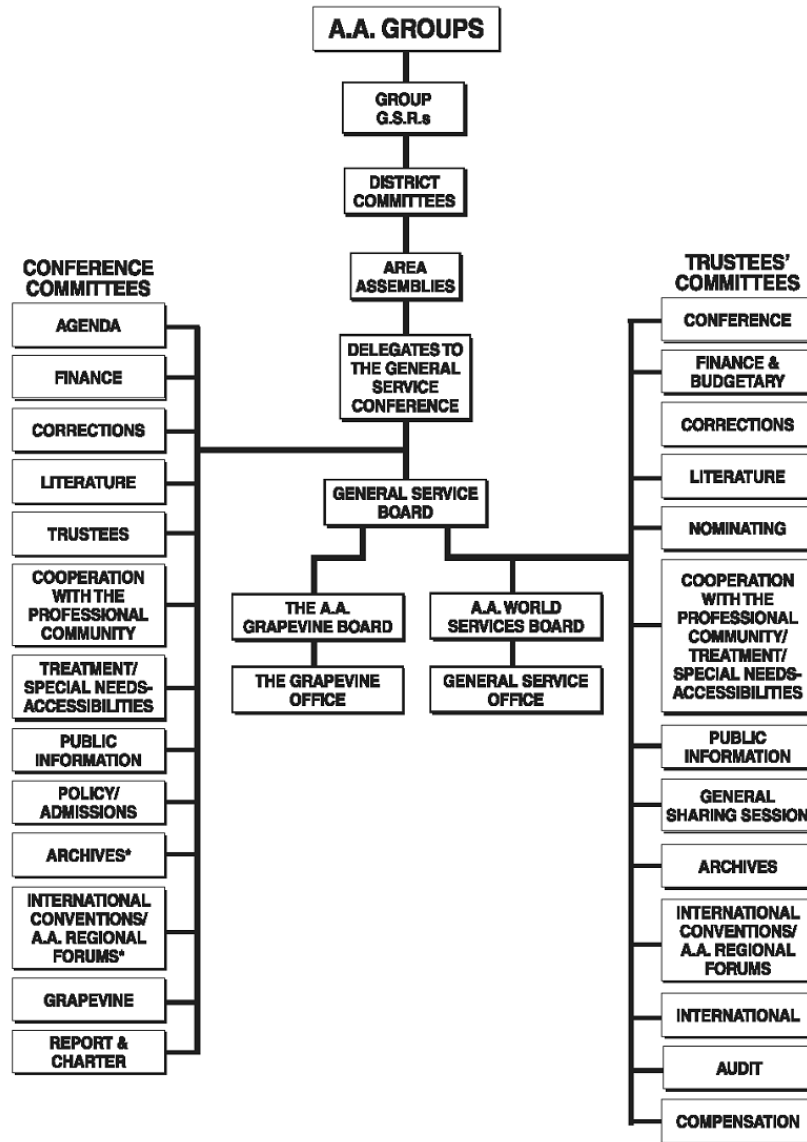 A.A. GROUPS
GROUP
G.S.R.s
DISTRICT
COMMITTEES
AREA
ASSEMBLIES
DELEGATES TO
THE GENERAL
SERVICE
CONFERENCE
GENERAL SERVICE
BOARD
THE A.A.
GRAPEVINE BOARD
THE GRAPEVINE
OFFICE
A.A. WORLD
SERVICES BOARD
GENERAL SERVICE
OFFICE
CONFERENCE
COMMITTEES
AGENDA
FINANCE
CORRECTIONS
LITERATURE
TRUSTEES
COOPERATION
WITH THE
PROFESSIONAL
COMMUNITY
TREATMENT/
SPECIAL NEEDS-
ACCESSIBILITIES
PUBLIC
INFORMATION
POLICY/
ADMISSIONS
ARCHIVES*
INTERNATIONAL
CONVENTIONS/
A.A. REGIONAL
FORUMS*
GRAPEVINE
REPORT &
CHARTER
TRUSTEES'
COMMITTEES
CONFERENCE
FINANCE &
BUDGETARY
CORRECTIONS
LITERATURE
NOMINATING
COOPERATION
WITH THE
PROFESSIONAL
COMMUNITY/
TREATMENT/
SPECIAL NEEDS-
ACCESSIBILITIES
PUBLIC
INFORMATION
GENERAL
SHARING SESSION
ARCHIVES
INTERNATIONAL
CONVENTIONS/
A.A. REGIONAL
FORUMS
INTERNATIONAL
AUDIT
COMPENSATION